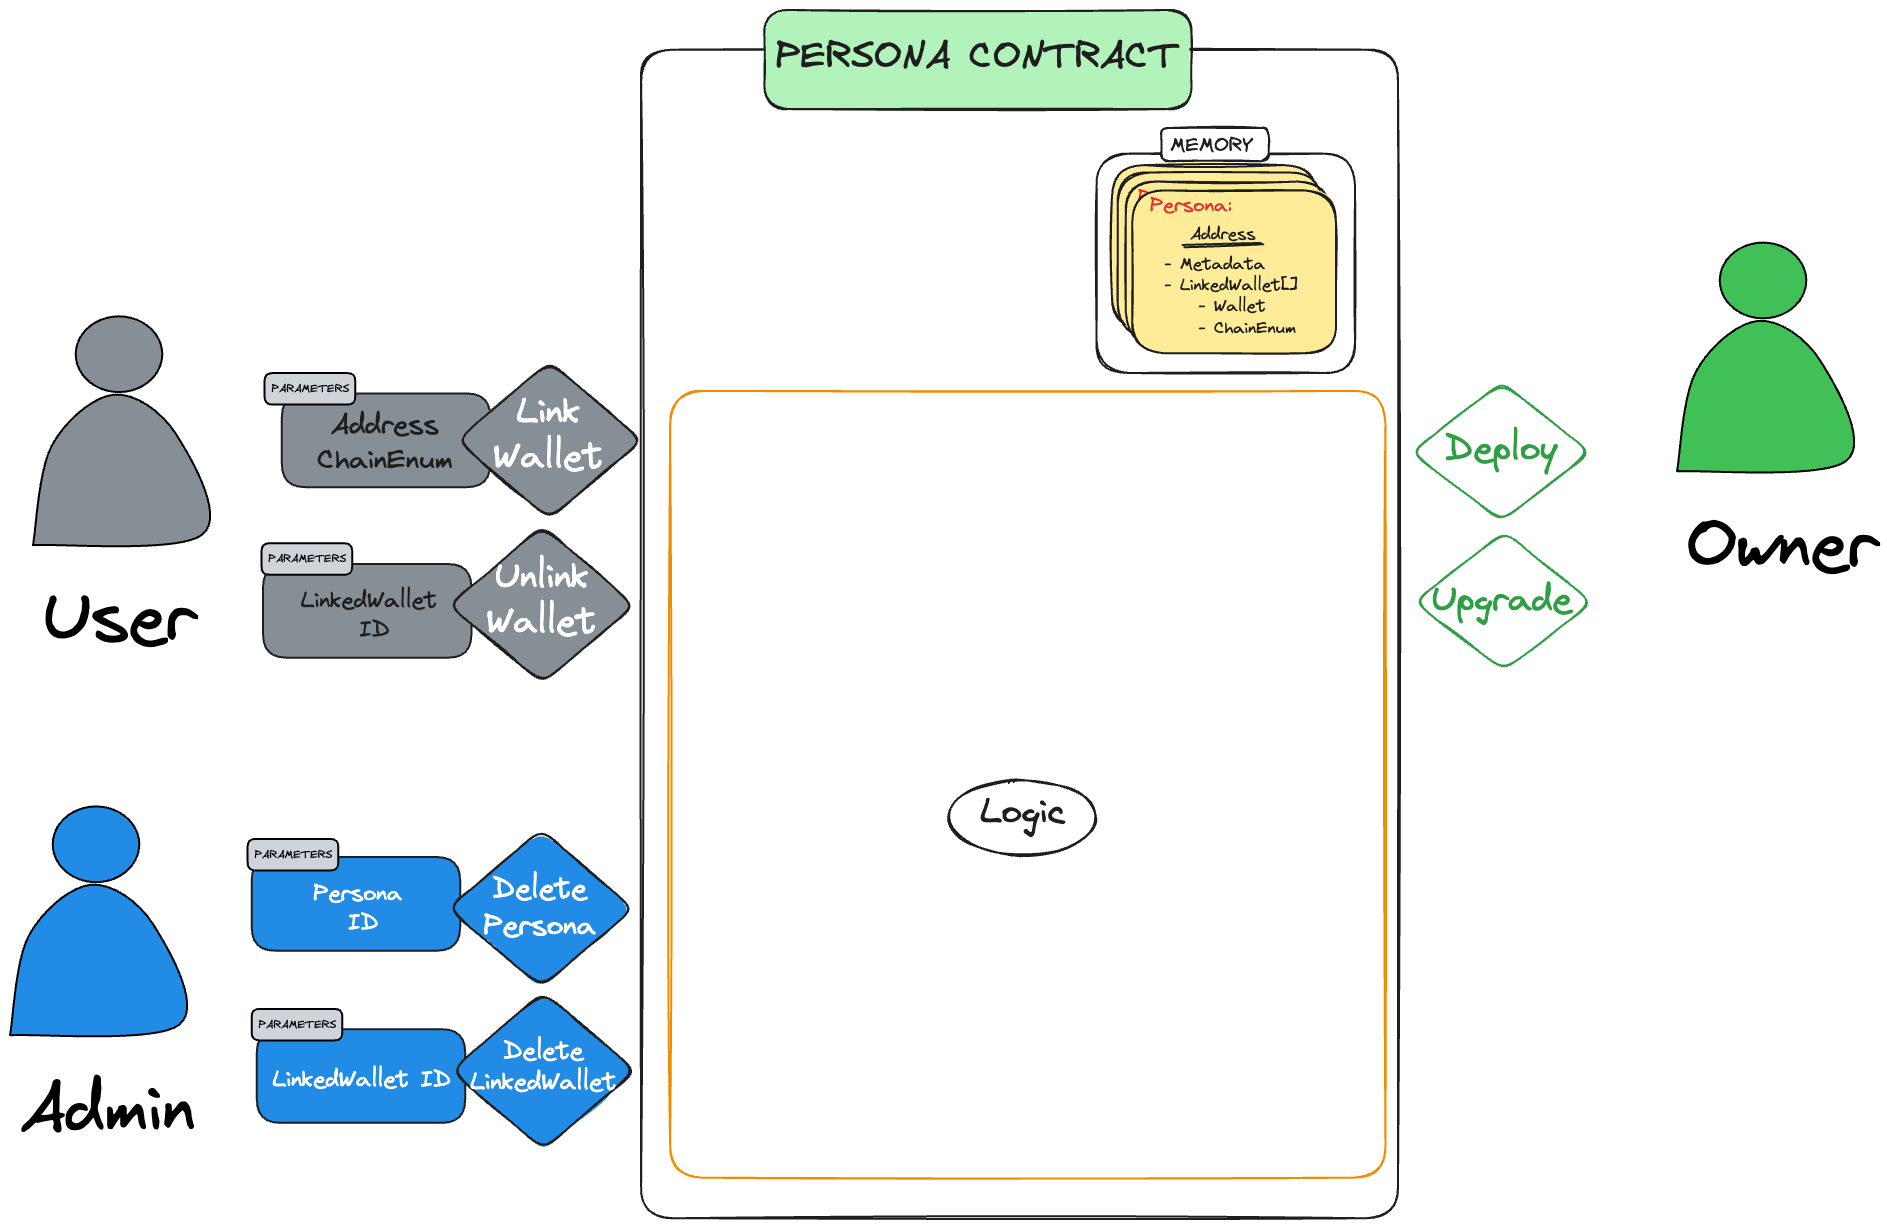 PERSONA CONTRACT
MEMORY
Persona:
Address
- Metadata
- LinkedWallet[]
- Wallet
- ChainEnum
PARAMETERS
Address
ChainEnum
Link
Wallet
PARAMETERS
LinkedWallet
ID
Unlink
Wallet
User
Deploy
Upgrade
Owner
Logic
PARAMETERS
Persona
ID
Delete
Persona
PARAMETERS
LinkedWallet ID
Delete
LinkedWallet
Admin